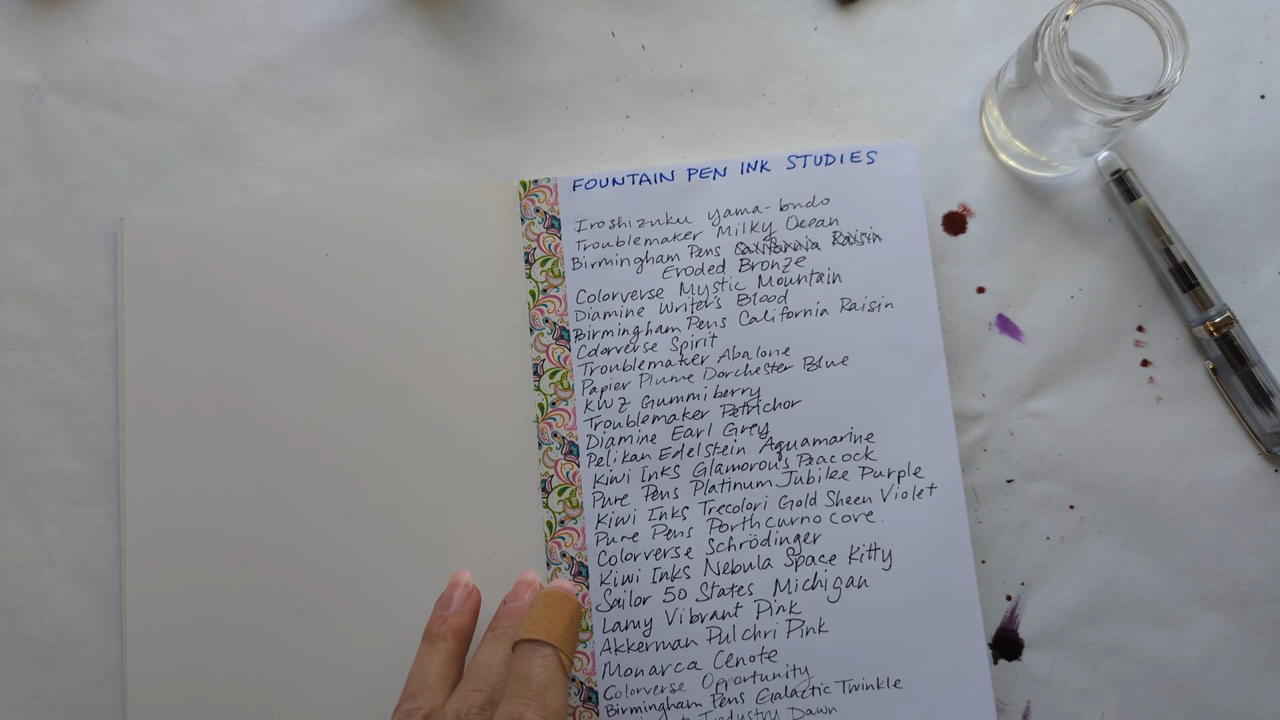 FOUNTAIN PEN INK STUDIES
Iroshizuku yama-budo
Troublemaker Milky Ocean
Birmingham Pens California Raisin
Eroded Bronze
Colorverse Mystic Mountain
Diamine Writer's Blood
Birmingham Pens California Raisin
Colorverse Spirit
Troublemaker Abalone
Papier Plume Dorchester Blue
KWZ Gummiberry
Troublemaker Petrichor
Diamine Earl Grey
Pelikan Edelstein Aquamarine
Kiwi Inks Glamorous Peacock
Pure Pens Platinum Jubilee Purple
Kiwi Inks Trecolori Gold Sheen Violet
Pure Pens Porthcurno cove.
Colorverse Schrödinger
Kiwi Inks Nebula Space Kitty
Sailor 50 States Michigan
Lamy Vibrant Pink
Akkerman Pulchri Pink
Monarca Cenote
Colorverse Opportunity
Birmingham Pens Galactic Twinkle
Industry Dawn